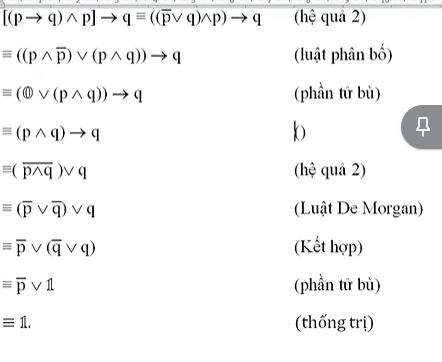 [(p → q) ∧ p] → q ≡ ((p̅∨ q)∧p) → q (hệ quả 2)
≡ ((p ∧ p̅) ∨ (p ∧ q)) → q (luật phân bố)
≡ (𝟘 ∨ (p ∧ q)) → q (phần tử bù)
≡ (p ∧ q) → q ()
≡( p̅∧̅q̅ )∨ q (hệ quả 2)
≡ (p̅ ∨ q̅) ∨ q (Luật De Morgan)
≡ p̅ ∨ (q̅ ∨ q) (Kết hợp)
≡ p̅ ∨ 𝟙 (phần tử bù)
≡ 𝟙. (thống trị)